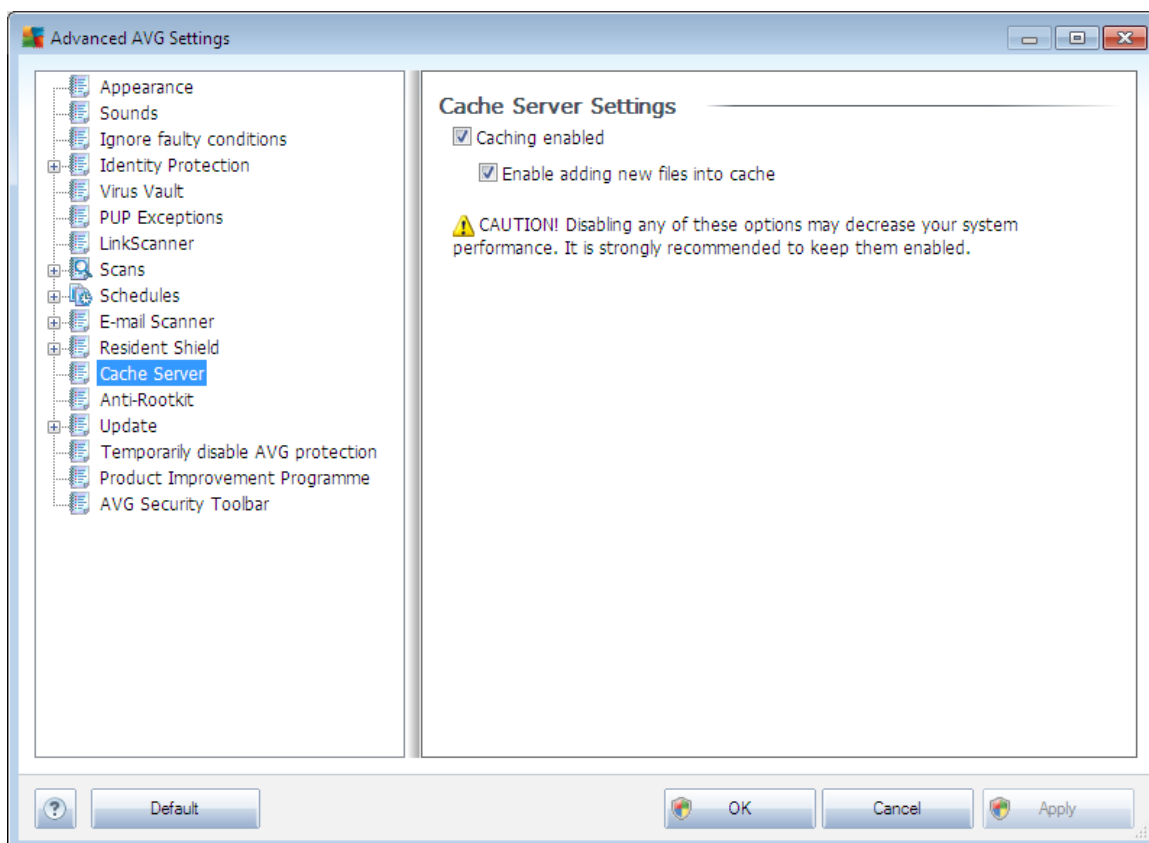 Advanced AVG Settings
Appearance
Sounds
Ignore faulty conditions
Identity Protection
Virus Vault
PUP Exceptions
LinkScanner
Scans
Schedules
E-mail Scanner
Resident Shield
Cache Server
Anti-Rootkit
Update
Temporarily disable AVG protection
Product Improvement Programme
AVG Security Toolbar
Cache Server Settings
Caching enabled
Enable adding new files into cache
CAUTION! Disabling any of these options may decrease your system
performance. It is strongly recommended to keep them enabled.
?
Default
OK
Cancel
Apply